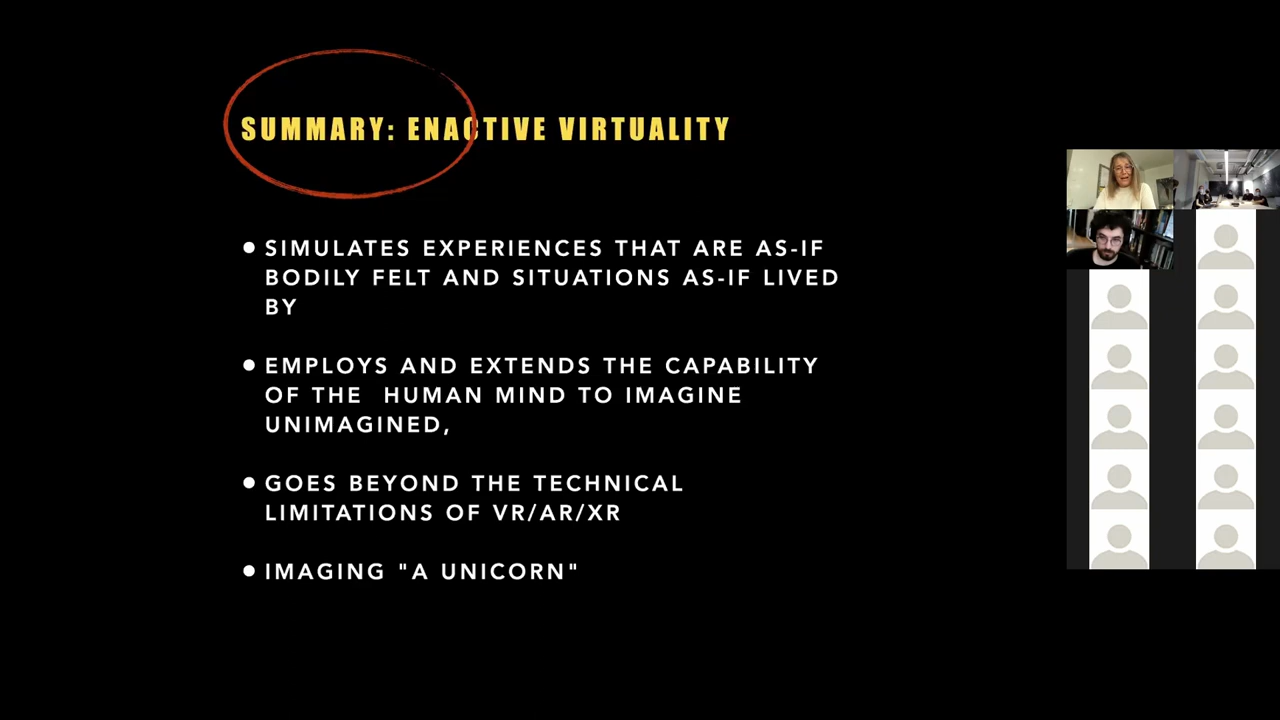 SUMMARY: ENACTIVE VIRTUALITY
• SIMULATES EXPERIENCES THAT ARE AS-IF
BODILY FELT AND SITUATIONS AS-IF LIVED
BY
• EMPLOYS AND EXTENDS THE CAPABILITY
OF THE HUMAN MIND TO IMAGINE
UNIMAGINED,
• GOES BEYOND THE TECHNICAL
LIMITATIONS OF VR/AR/XR
• IMAGING "A UNICORN"